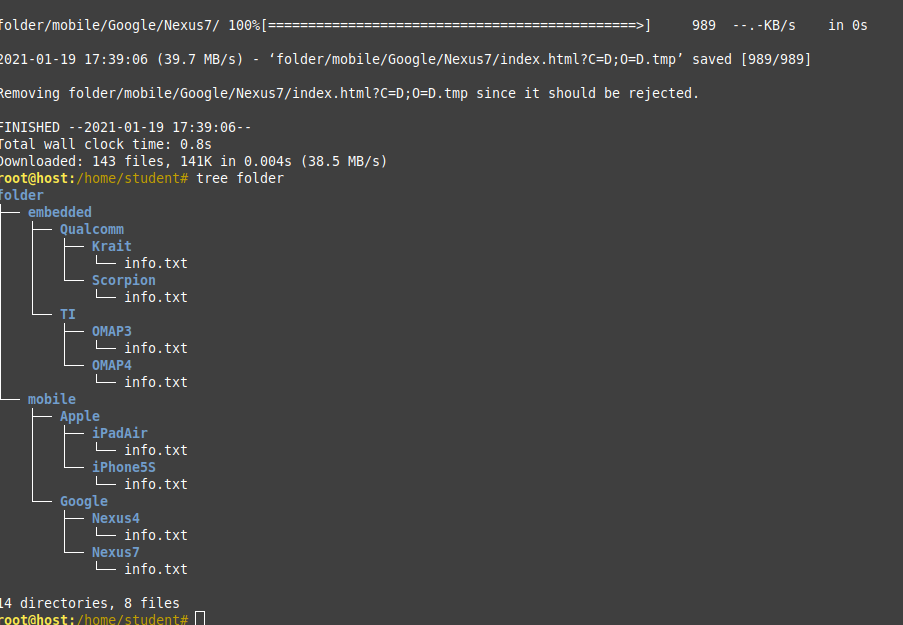 folder/mobile/Google/Nexus7/ 100%[==============================================>]     989  --.-KB/s    in 0s
2021-01-19 17:39:06 (39.7 MB/s) - ‘folder/mobile/Google/Nexus7/index.html?C=D;O=D.tmp’ saved [989/989]
Removing folder/mobile/Google/Nexus7/index.html?C=D;O=D.tmp since it should be rejected.
FINISHED --2021-01-19 17:39:06--
Total wall clock time: 0.8s
Downloaded: 143 files, 141K in 0.004s (38.5 MB/s)
root@host:/home/student# tree folder
folder
├── embedded
│   ├── Qualcomm
│   │   ├── Krait
│   │   │   └── info.txt
│   │   └── Scorpion
│   │       └── info.txt
│   └── TI
│       ├── OMAP3
│       │   └── info.txt
│       └── OMAP4
│           └── info.txt
└── mobile
    ├── Apple
    │   ├── iPadAir
    │   │   └── info.txt
    │   └── iPhone5S
    │       └── info.txt
    └── Google
        ├── Nexus4
        │   └── info.txt
        └── Nexus7
            └── info.txt
14 directories, 8 files
root@host:/home/student#